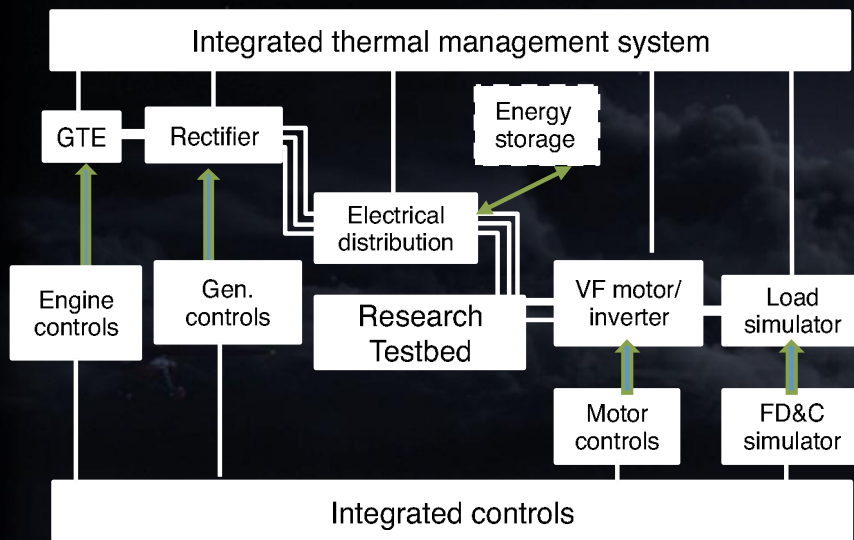 Integrated thermal management system
GTE
Rectifier
Energy
storage
Electrical
distribution
Engine
controls
Gen.
controls
Research
Testbed
VF motor/
inverter
Load
simulator
Motor
controls
FD&C
simulator
Integrated controls